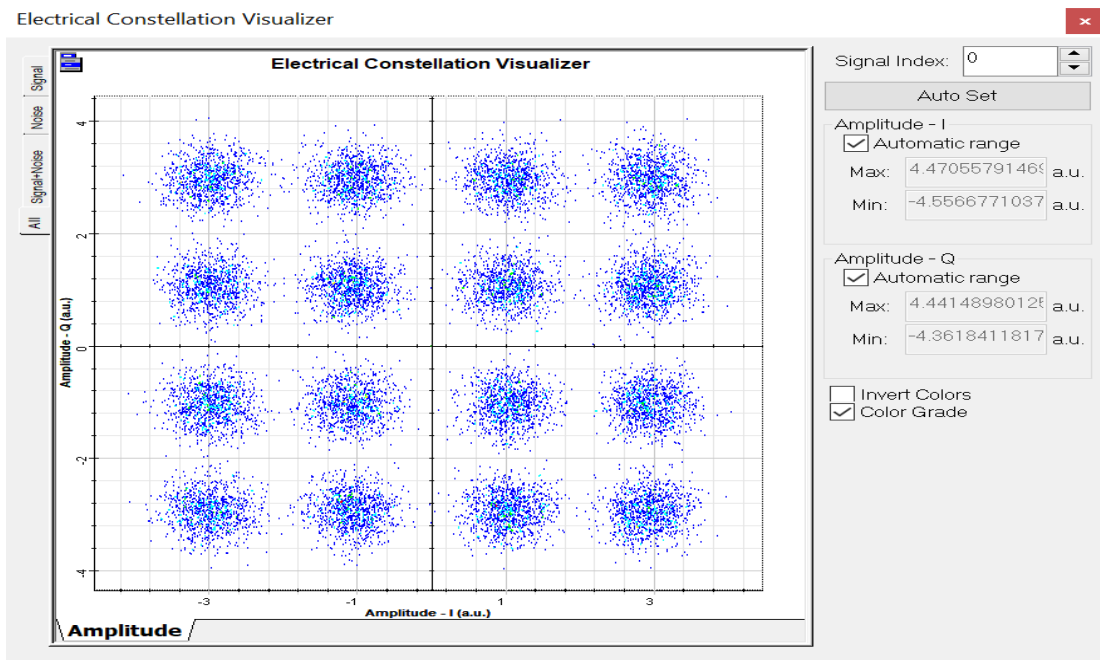 Electrical Constellation Visualizer
×
Signal
Noise
Signal+Noise
All
Electrical Constellation Visualizer
Amplitude - Q (a.u.)
4
2
0
-2
-4
-3 -1 1 3
Amplitude - I (a.u.)
Amplitude
Signal Index: 0
Auto Set
Amplitude - I
Automatic range
Max: 4.4705579146 a.u.
Min: -4.5566771037 a.u.
Amplitude - Q
Automatic range
Max: 4.4414898012 a.u.
Min: -4.3618411817 a.u.
Invert Colors
Color Grade